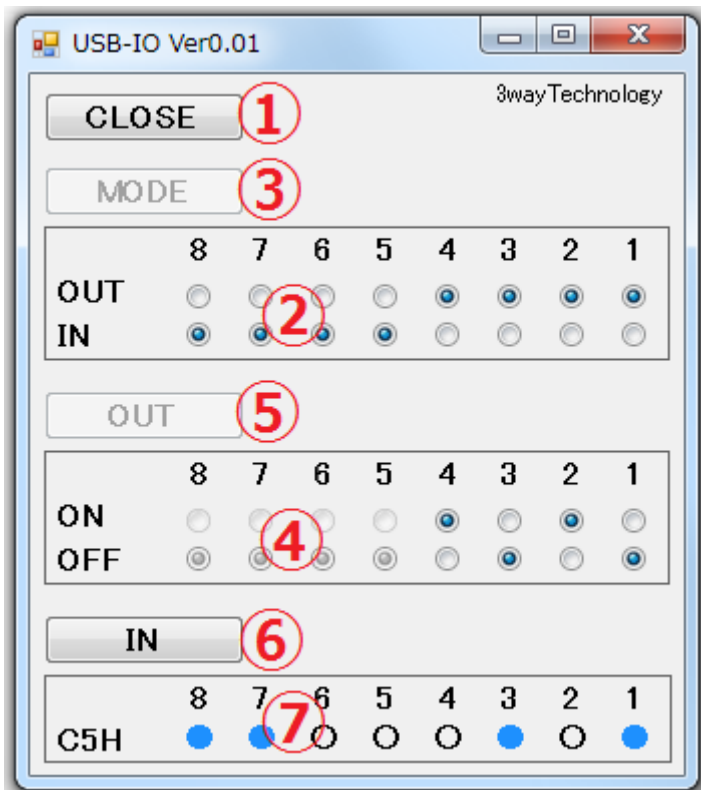 USB-IO Ver0.01
3wayTechnology
CLOSE ①
MODE ③
8 7 6 5 4 3 2 1
OUT
②
IN
OUT ⑤
8 7 6 5 4 3 2 1
ON
④
OFF
IN ⑥
8 7 6 5 4 3 2 1
⑦
C5H